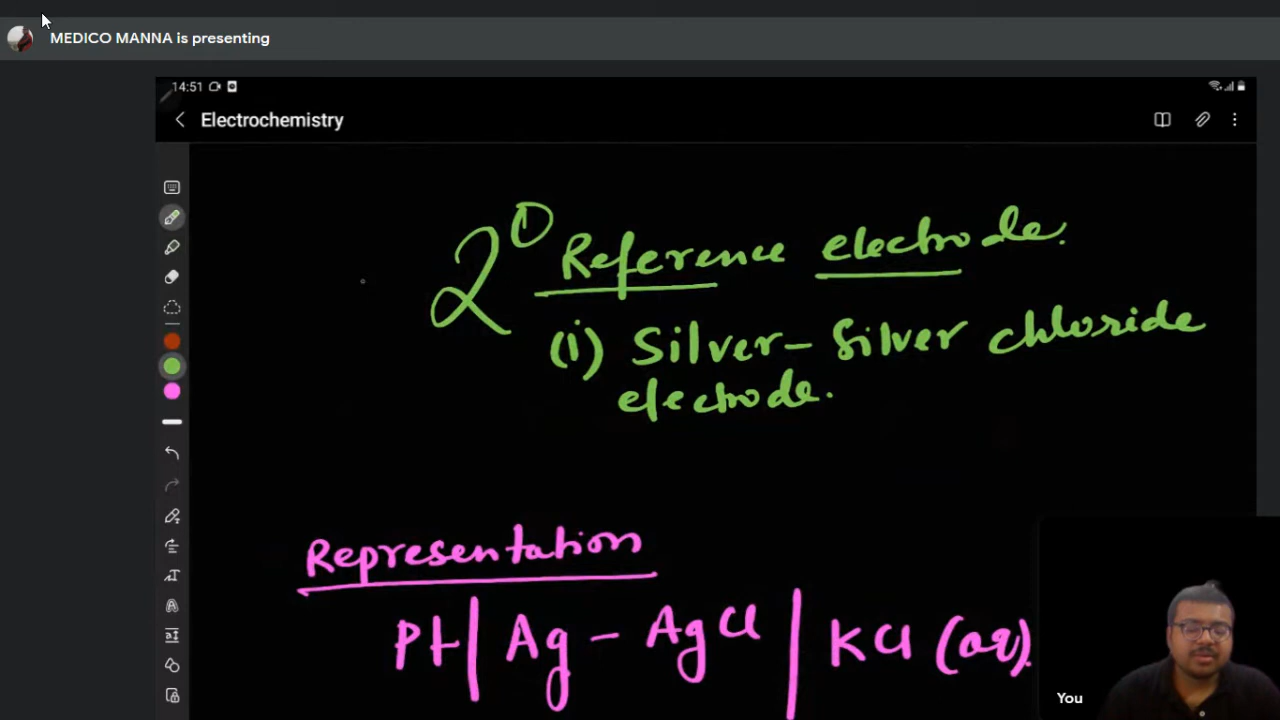 MEDICO MANNA is presenting
14:51
Electrochemistry
2° Reference electrode.
(i) Silver - Silver chloride
electrode.
Representation
Pt | Ag - AgCl | KCl (aq).
You